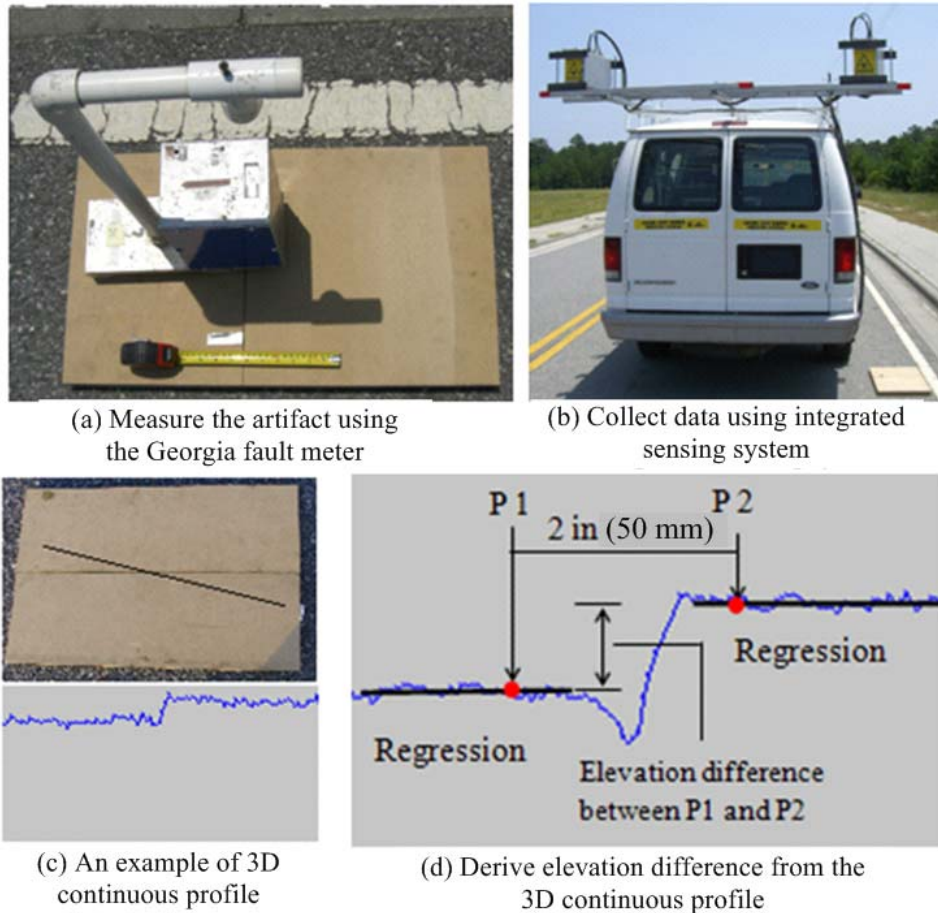 (a) Measure the artifact using
the Georgia fault meter
(b) Collect data using integrated
sensing system
P 1
P 2
2 in (50 mm)
Regression
Regression
Elevation difference
between P1 and P2
(c) An example of 3D
continuous profile
(d) Derive elevation difference from the
3D continuous profile